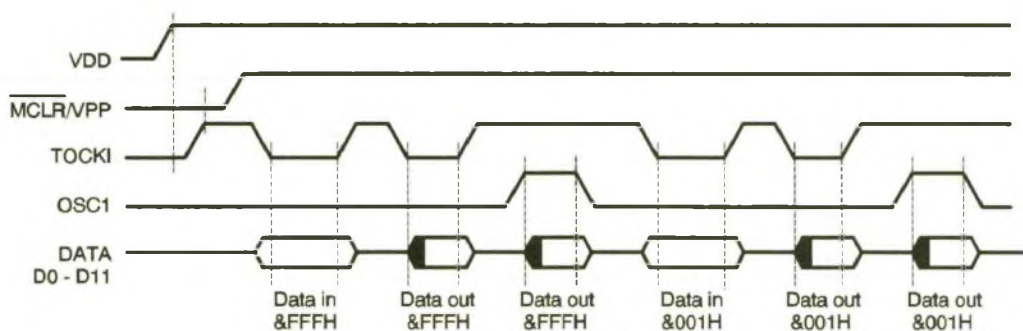 VDD
MCLR/VPP
TOCKI
OSC1
DATA
D0 - D11
Data in
&FFFH
Data out
&FFFH
Data out
&FFFH
Data in
&001H
Data out
&001H
Data out
&001H